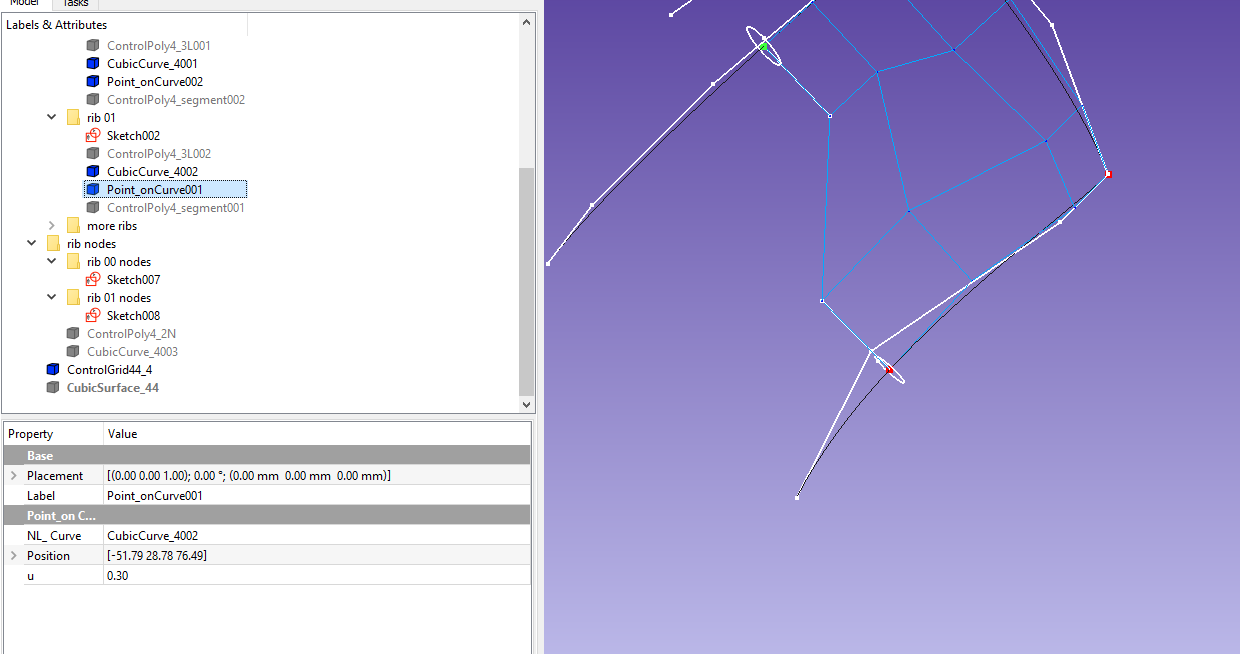 Model Tasks
Labels & Attributes
ControlPoly4_3L001
CubicCurve_4001
Point_onCurve002
ControlPoly4_segment002
rib 01
Sketch002
ControlPoly4_3L002
CubicCurve_4002
Point_onCurve001
ControlPoly4_segment001
more ribs
rib nodes
rib 00 nodes
Sketch007
rib 01 nodes
Sketch008
ControlPoly4_2N
CubicCurve_4003
ControlGrid44_4
CubicSurface_44
Property Value
Base
Placement [(0.00 0.00 1.00); 0.00 °; (0.00 mm 0.00 mm 0.00 mm)]
Label Point_onCurve001
Point_on C...
NL_ Curve CubicCurve_4002
Position [-51.79 28.78 76.49]
u 0.30